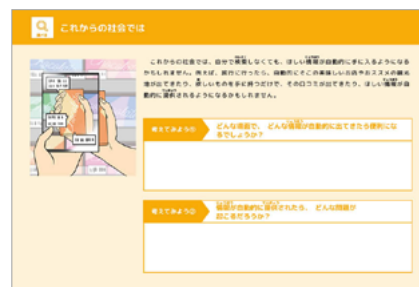 これからの社会では
これからの社会では、自分で検索しなくても、ほしい情報が自動的に手に入るようになる
かもしれません。例えば、旅行に行ったら、自動的にそこの美味しいお店やおススメの観光
地が出てきたり、欲しいものを手に持つだけで、その口コミが出てきたり、ほしい情報が自
動的に提供されるようになるかもしれません。
考えてみよう①
どんな場面で、どんな情報が自動的に出てきたら便利にな
るでしょうか？
考えてみよう②
情報が自動的に提供されたら、どんな問題が
起こるだろうか？